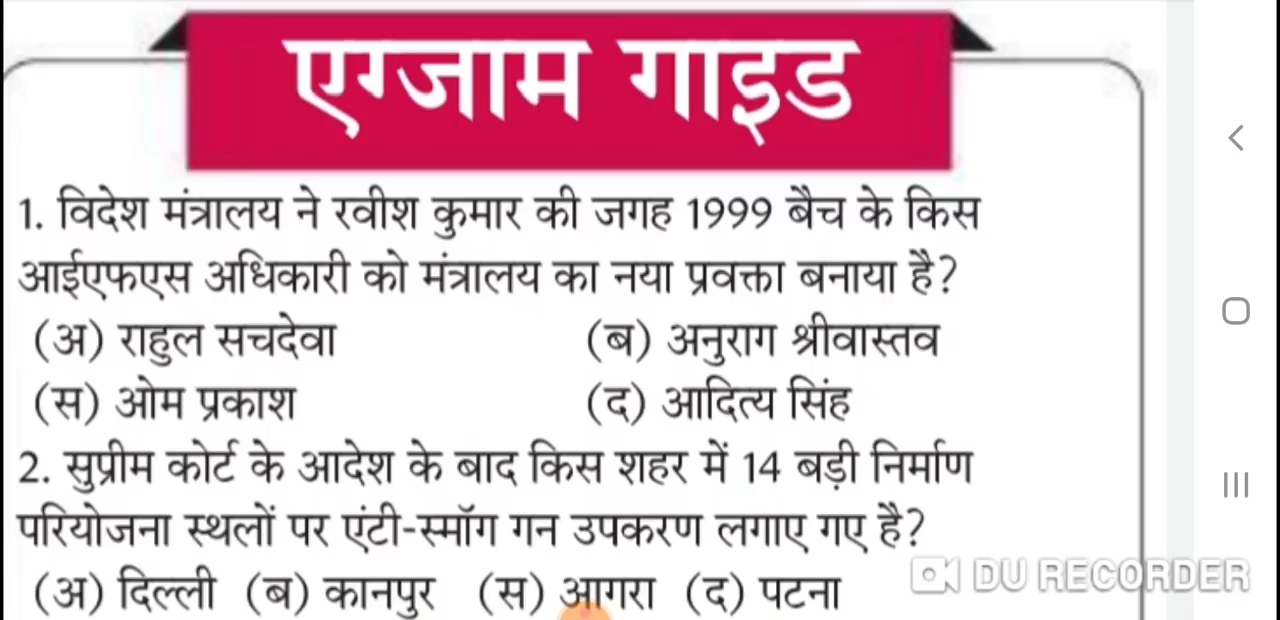 एग्जाम गाइड
1. विदेश मंत्रालय ने रवीश कुमार की जगह 1999 बैच के किस
आईएफएस अधिकारी को मंत्रालय का नया प्रवक्ता बनाया है?
(अ) राहुल सचदेवा (ब) अनुराग श्रीवास्तव
(स) ओम प्रकाश (द) आदित्य सिंह
2. सुप्रीम कोर्ट के आदेश के बाद किस शहर में 14 बड़ी निर्माण
परियोजना स्थलों पर एंटी-स्मॉग गन उपकरण लगाए गए है?
(अ) दिल्ली (ब) कानपुर (स) आगरा (द) पटना
DU RECORDER